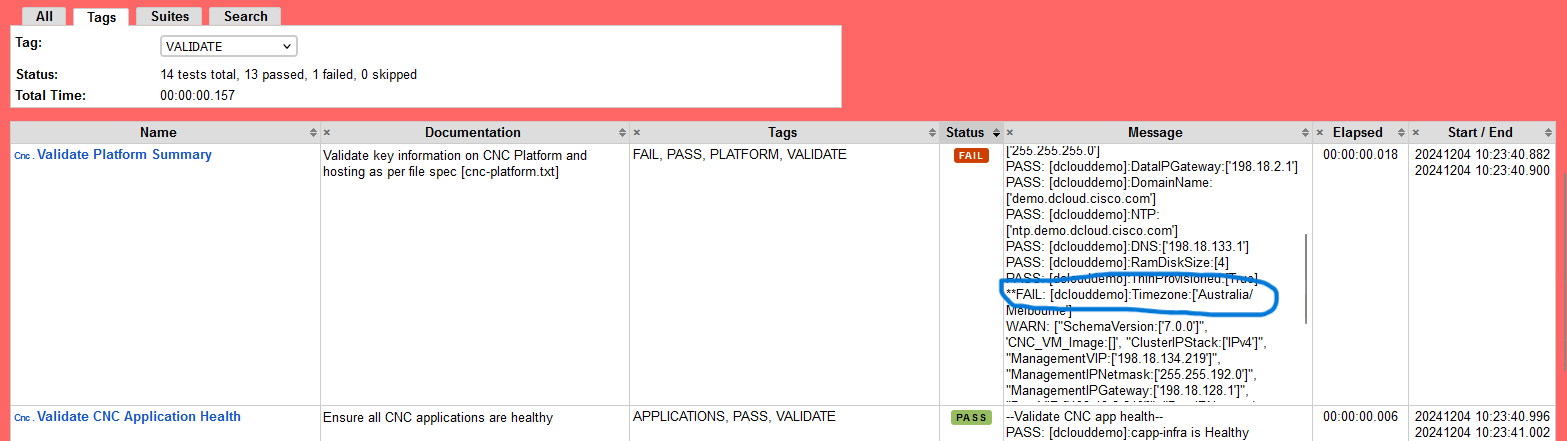 All Tags Suites Search
Tag: VALIDATE
Status: 14 tests total, 13 passed, 1 failed, 0 skipped
Total Time: 00:00:00.157
Name × Documentation × Tags Status × Message × Elapsed × Start / End
Cnc . Validate Platform Summary
Validate key information on CNC Platform and
hosting as per file spec [cnc-platform.txt]
FAIL, PASS, PLATFORM, VALIDATE
FAIL
['255.255.255.0']
PASS: [dclouddemo]:DataIPGateway:['198.18.2.1']
PASS: [dclouddemo]:DomainName:
['demo.dcloud.cisco.com']
PASS: [dclouddemo]:NTP:
['ntp.demo.dcloud.cisco.com']
PASS: [dclouddemo]:DNS:['198.18.133.1']
PASS: [dclouddemo]:RamDiskSize:[4]
PASS: [dclouddemo]:ThinProvisioned:[True]
**FAIL: [dclouddemo]:Timezone:['Australia/
Melbourne']
WARN: ["SchemaVersion:['7.0.0']",
'CNC_VM_Image:[]', "ClusterIPStack:['IPv4']",
"ManagementVIP:['198.18.134.219']",
"ManagementIPNetmask:['255.255.192.0']",
"ManagementIPGateway:['198.18.128.1']"
00:00:00.018
20241204 10:23:40.882
20241204 10:23:40.900
Cnc . Validate CNC Application Health
Ensure all CNC applications are healthy
APPLICATIONS, PASS, VALIDATE
PASS
--Validate CNC app health--
PASS: [dclouddemo]:capp-infra is Healthy
00:00:00.006
20241204 10:23:40.996
20241204 10:23:41.002